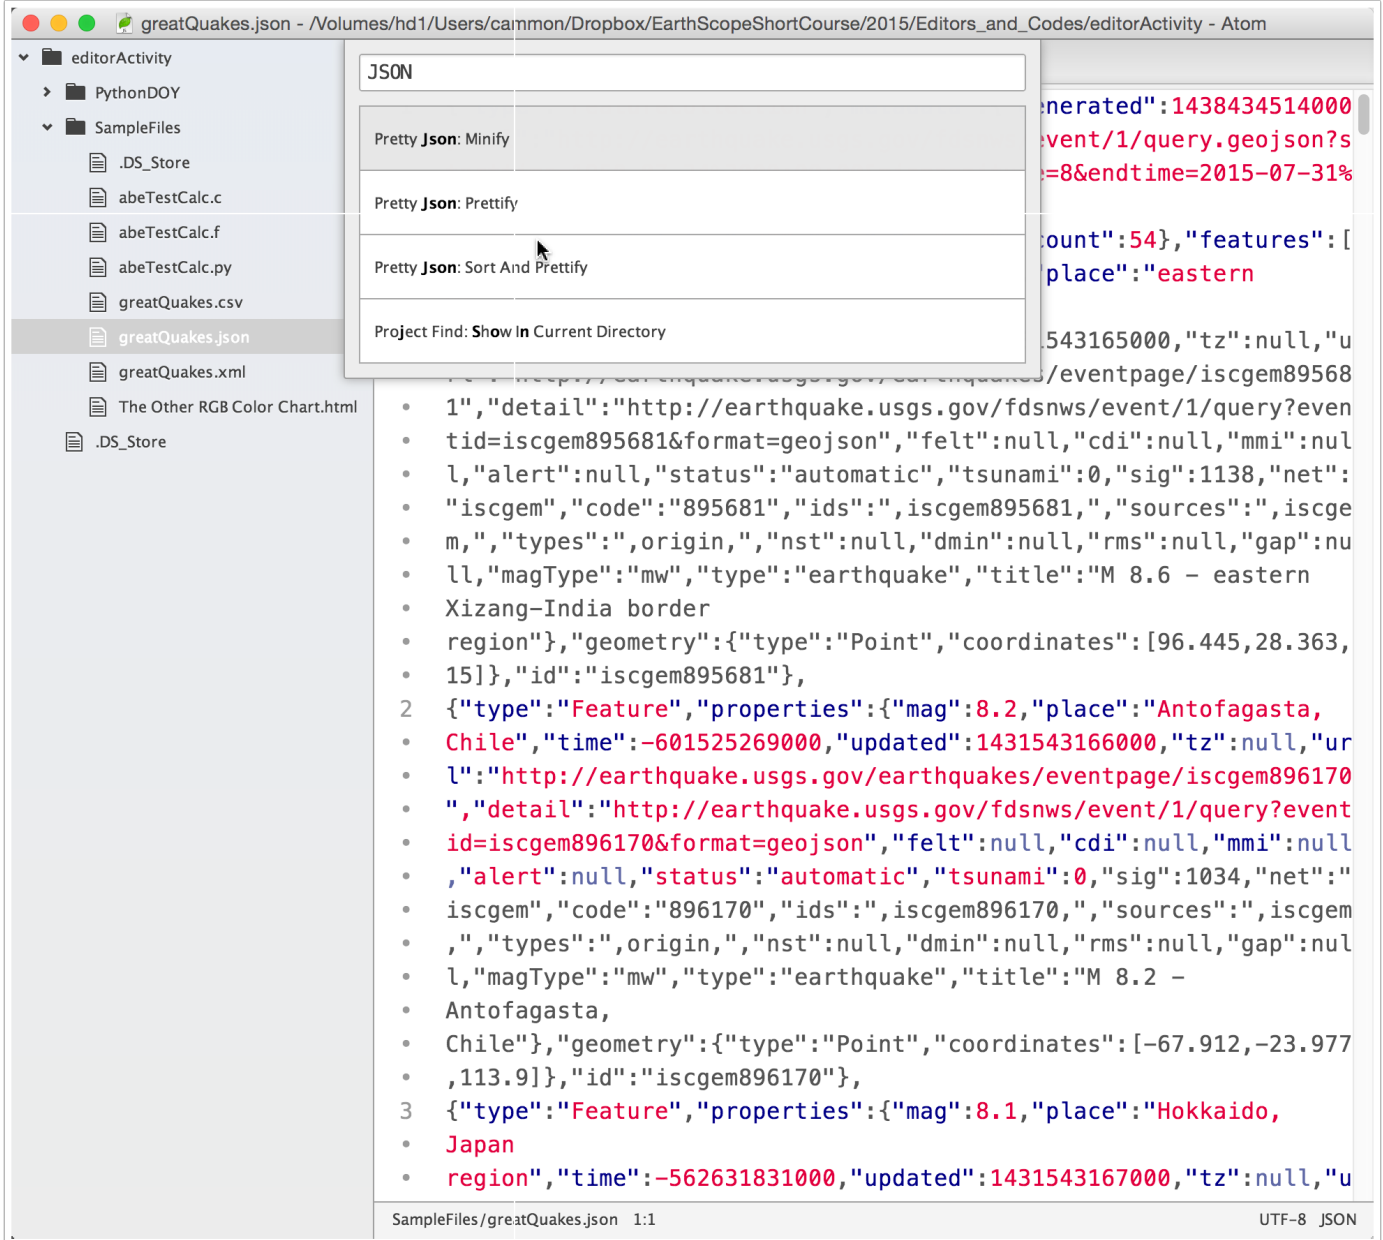 greatQuakes.json - /Volumes/hd1/Users/cammon/Dropbox/EarthScopeShortCourse/2015/Editors_and_Codes/editorActivity - Atom
editorActivity
PythonDOY
SampleFiles
.DS_Store
abeTestCalc.c
abeTestCalc.f
abeTestCalc.py
greatQuakes.csv
greatQuakes.json
greatQuakes.xml
The Other RGB Color Chart.html
.DS_Store
JSON
Pretty Json: Minify
Pretty Json: Prettify
Pretty Json: Sort And Prettify
Project Find: Show In Current Directory
enerated":1438434514000
vent/1/query.geojson?s
=8&endtime=2015-07-31%
ount":54},"features":[
"place":"eastern
543165000,"tz":null,"u
s/eventpage/iscgem89568
1","detail":"http://earthquake.usgs.gov/fdsnws/event/1/query?even
tid=iscgem895681&format=geojson","felt":null,"cdi":null,"mmi":nul
l,"alert":null,"status":"automatic","tsunami":0,"sig":1138,"net":
"iscgem","code":"895681","ids":",iscgem895681,","sources":",iscge
m,","types":",origin,","nst":null,"dmin":null,"rms":null,"gap":nu
ll,"magType":"mw","type":"earthquake","title":"M 8.6 - eastern
Xizang-India border
region"},"geometry":{"type":"Point","coordinates":[96.445,28.363,
15]},"id":"iscgem895681"},
2 {"type":"Feature","properties":{"mag":8.2,"place":"Antofagasta,
Chile","time":-601525269000,"updated":1431543166000,"tz":null,"ur
l":"http://earthquake.usgs.gov/earthquakes/eventpage/iscgem896170
","detail":"http://earthquake.usgs.gov/fdsnws/event/1/query?event
id=iscgem896170&format=geojson","felt":null,"cdi":null,"mmi":null
,"alert":null,"status":"automatic","tsunami":0,"sig":1034,"net":"
iscgem","code":"896170","ids":",iscgem896170,","sources":",iscgem
,","types":",origin,","nst":null,"dmin":null,"rms":null,"gap":nul
l,"magType":"mw","type":"earthquake","title":"M 8.2 -
Antofagasta,
Chile"},"geometry":{"type":"Point","coordinates":[-67.912,-23.977
,113.9]},"id":"iscgem896170"},
3 {"type":"Feature","properties":{"mag":8.1,"place":"Hokkaido,
Japan
region","time":-562631831000,"updated":1431543167000,"tz":null,"u
SampleFiles/greatQuakes.json 1:1
UTF-8 JSON